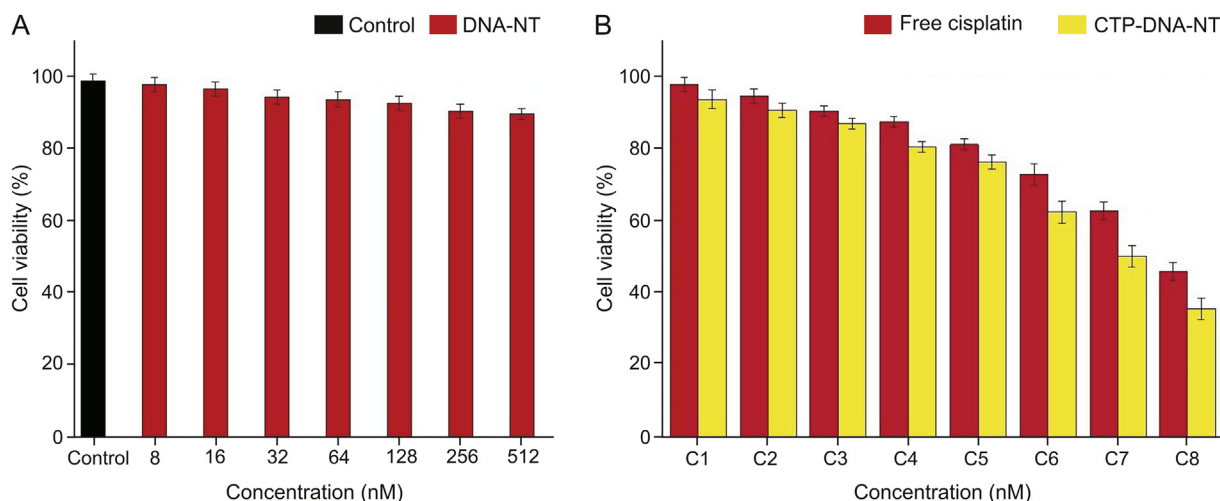 A
Control DNA-NT
100
80
60
40
20
0
Cell viability (%)
Control 8 16 32 64 128 256 512
Concentration (nM)
B
Free cisplatin CTP-DNA-NT
100
80
60
40
20
0
Cell viability (%)
C1 C2 C3 C4 C5 C6 C7 C8
Concentration (nM)